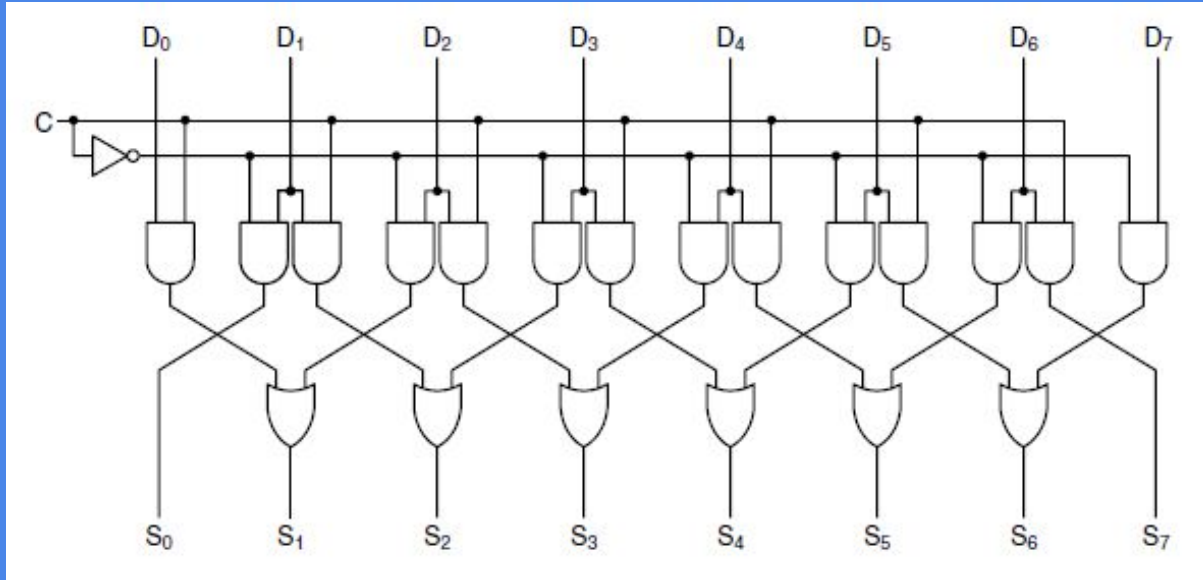 D₀ D₁ D₂ D₃ D₄ D₅ D₆ D₇
C
S₀ S₁ S₂ S₃ S₄ S₅ S₆ S₇